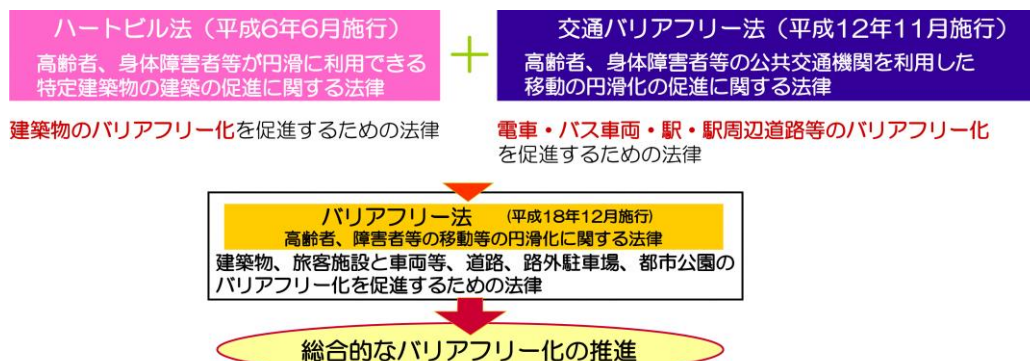 ハートビル法（平成6年6月施行）
高齢者、身体障害者等が円滑に利用できる
特定建築物の建築の促進に関する法律
＋
交通バリアフリー法（平成12年11月施行）
高齢者、身体障害者等の公共交通機関を利用した
移動の円滑化の促進に関する法律
建築物のバリアフリー化を促進するための法律
電車・バス車両・駅・駅周辺道路等のバリアフリー化
を促進するための法律
バリアフリー法 (平成18年12月施行)
高齢者、障害者等の移動等の円滑化に関する法律
建築物、旅客施設と車両等、道路、路外駐車場、都市公園の
バリアフリー化を促進するための法律
総合的なバリアフリー化の推進